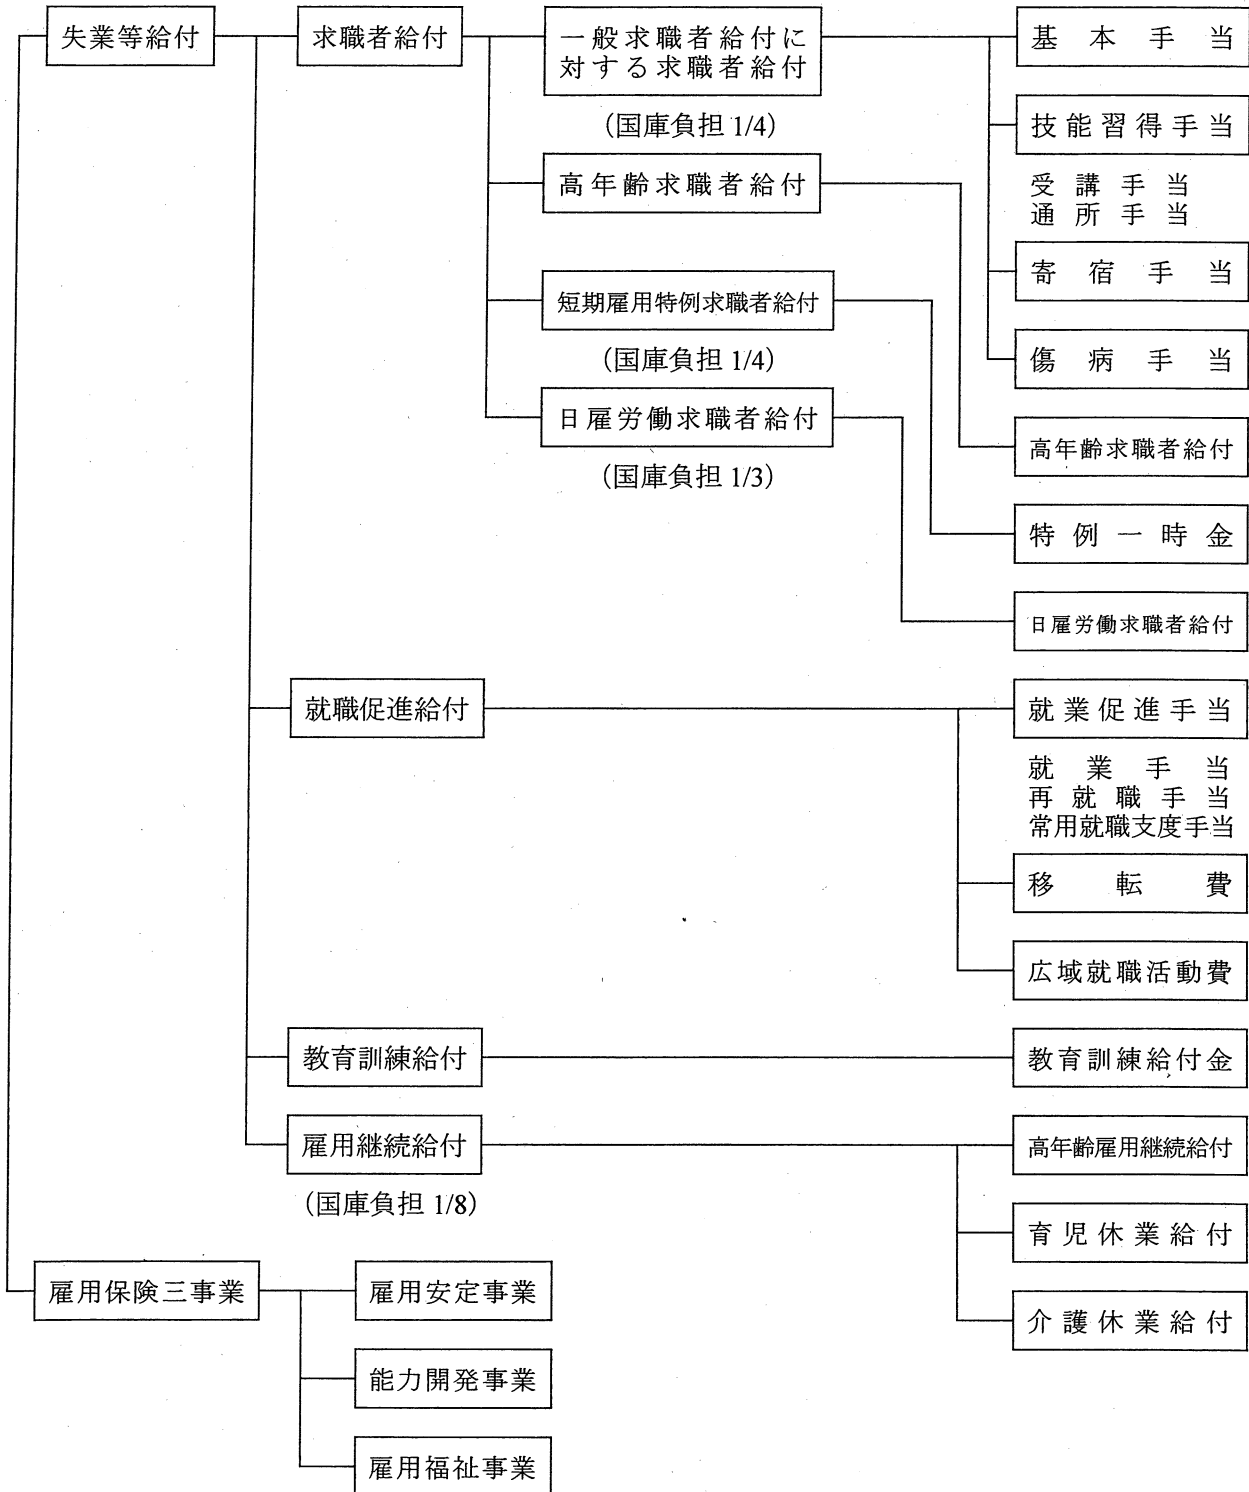 失業等給付
求職者給付
一般求職者給付に
対する求職者給付
(国庫負担 1/4)
基本手当
技能習得手当
受講手当
通所手当
寄宿手当
傷病手当
高年齢求職者給付
高年齢求職者給付
短期雇用特例求職者給付
(国庫負担 1/4)
特例一時金
日雇労働求職者給付
(国庫負担 1/3)
日雇労働求職者給付
就職促進給付
就業促進手当
就業手当
再就職手当
常用就職支度手当
移転費
広域就職活動費
教育訓練給付
教育訓練給付金
雇用継続給付
(国庫負担 1/8)
高年齢雇用継続給付
育児休業給付
介護休業給付
雇用保険三事業
雇用安定事業
能力開発事業
雇用福祉事業